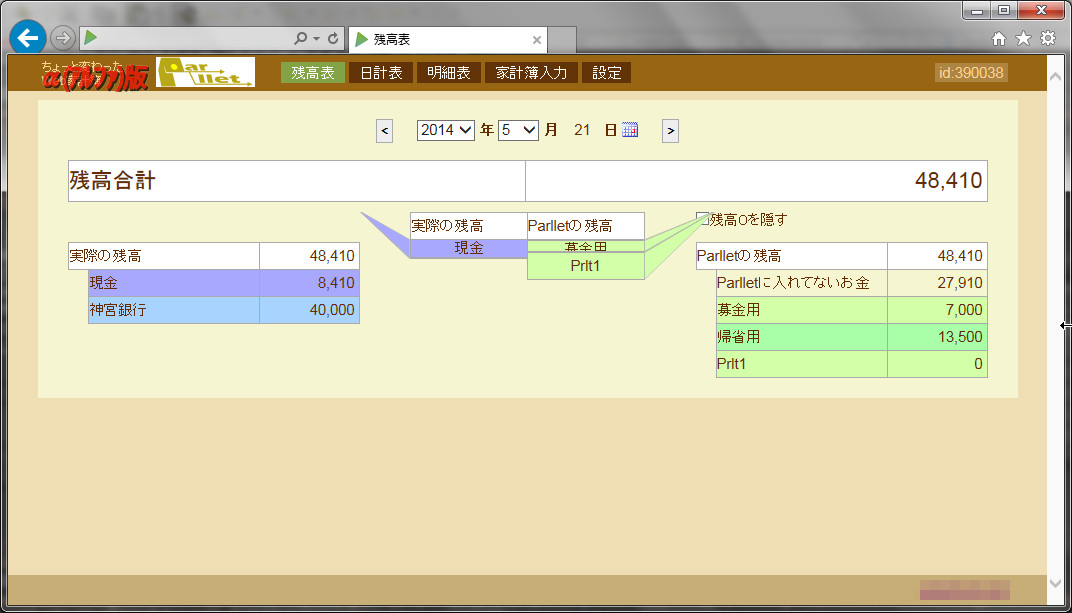 残高表
ちょっと変わった
α(アルファ)版
Parllet
残高表 日計表 明細表 家計簿入力 設定
id:390038
< 2014 年 5 月 21 日 >
残高合計 48,410
実際の残高 Parlletの残高
現金 募金用
Prlt1
残高0を隠す
実際の残高 48,410
現金 8,410
神宮銀行 40,000
Parlletの残高 48,410
Parlletに入れてないお金 27,910
募金用 7,000
帰省用 13,500
Prlt1 0